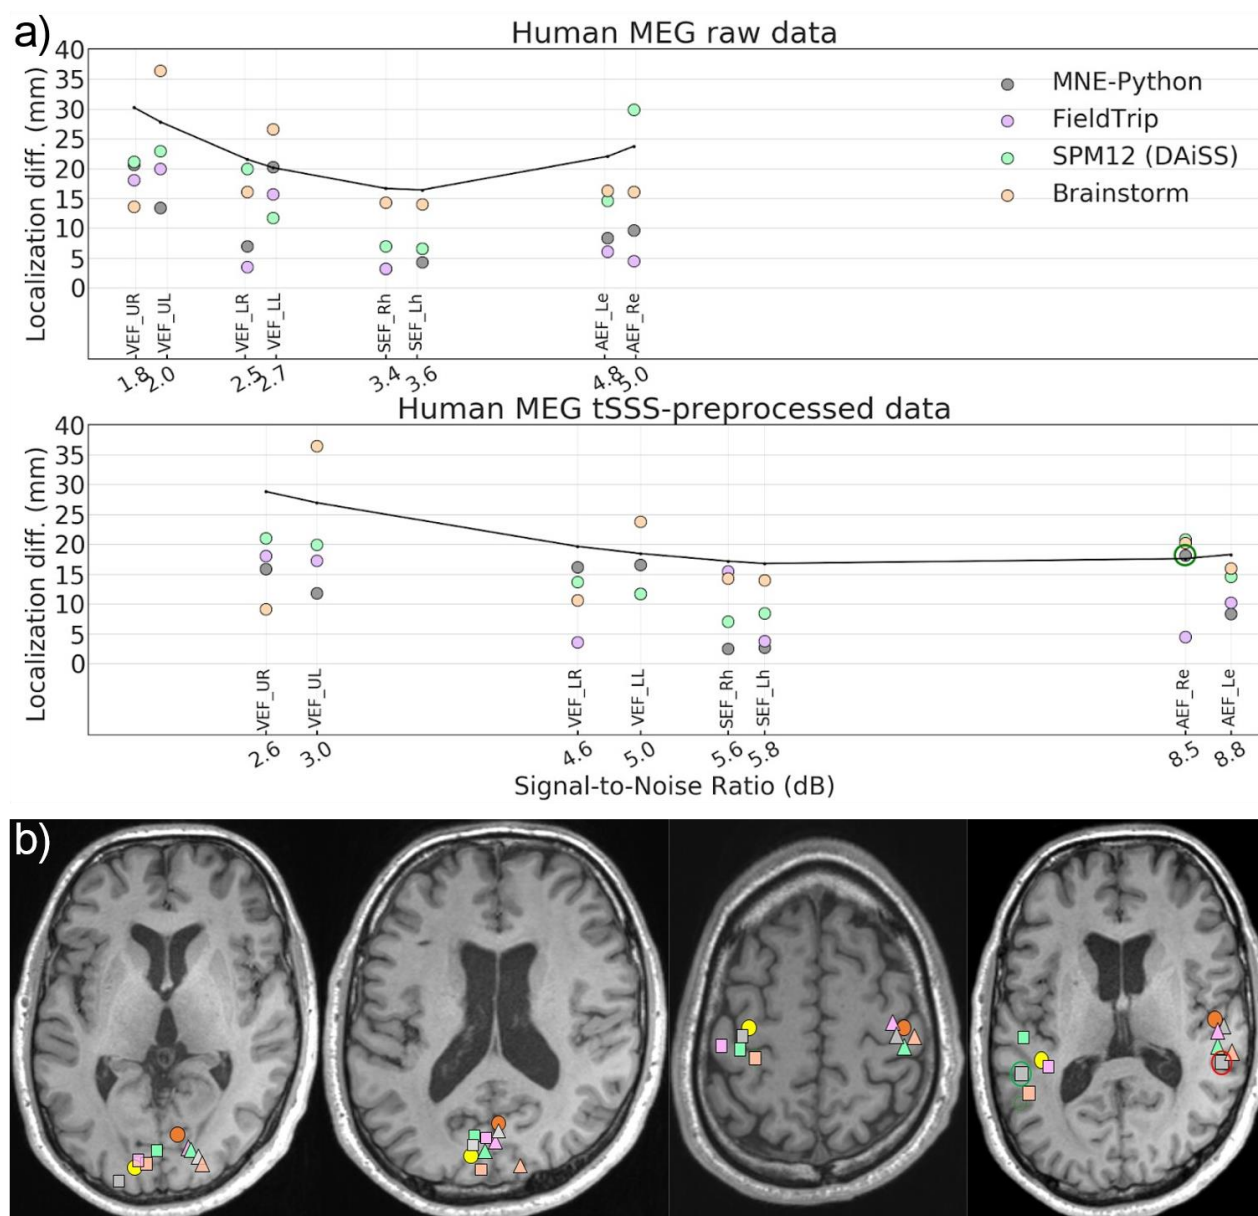 a)
Human MEG raw data
Localization diff. (mm)
40
35
30
25
20
15
10
5
0
MNE-Python
FieldTrip
SPM12 (DAiSS)
Brainstorm
VEF_UR
VEF_UL
VEF_LR
VEF_LL
SEF_Rh
SEF_Lh
AEF_Le
AEF_Re
1.8
2.0
2.5
2.7
3.4
3.6
4.8
5.0
Human MEG tSSS-preprocessed data
Localization diff. (mm)
40
35
30
25
20
15
10
5
0
VEF_UR
VEF_UL
VEF_LR
VEF_LL
SEF_Rh
SEF_Lh
AEF_Re
AEF_Le
2.6
3.0
4.6
5.0
5.6
5.8
8.5
8.8
Signal-to-Noise Ratio (dB)
b)